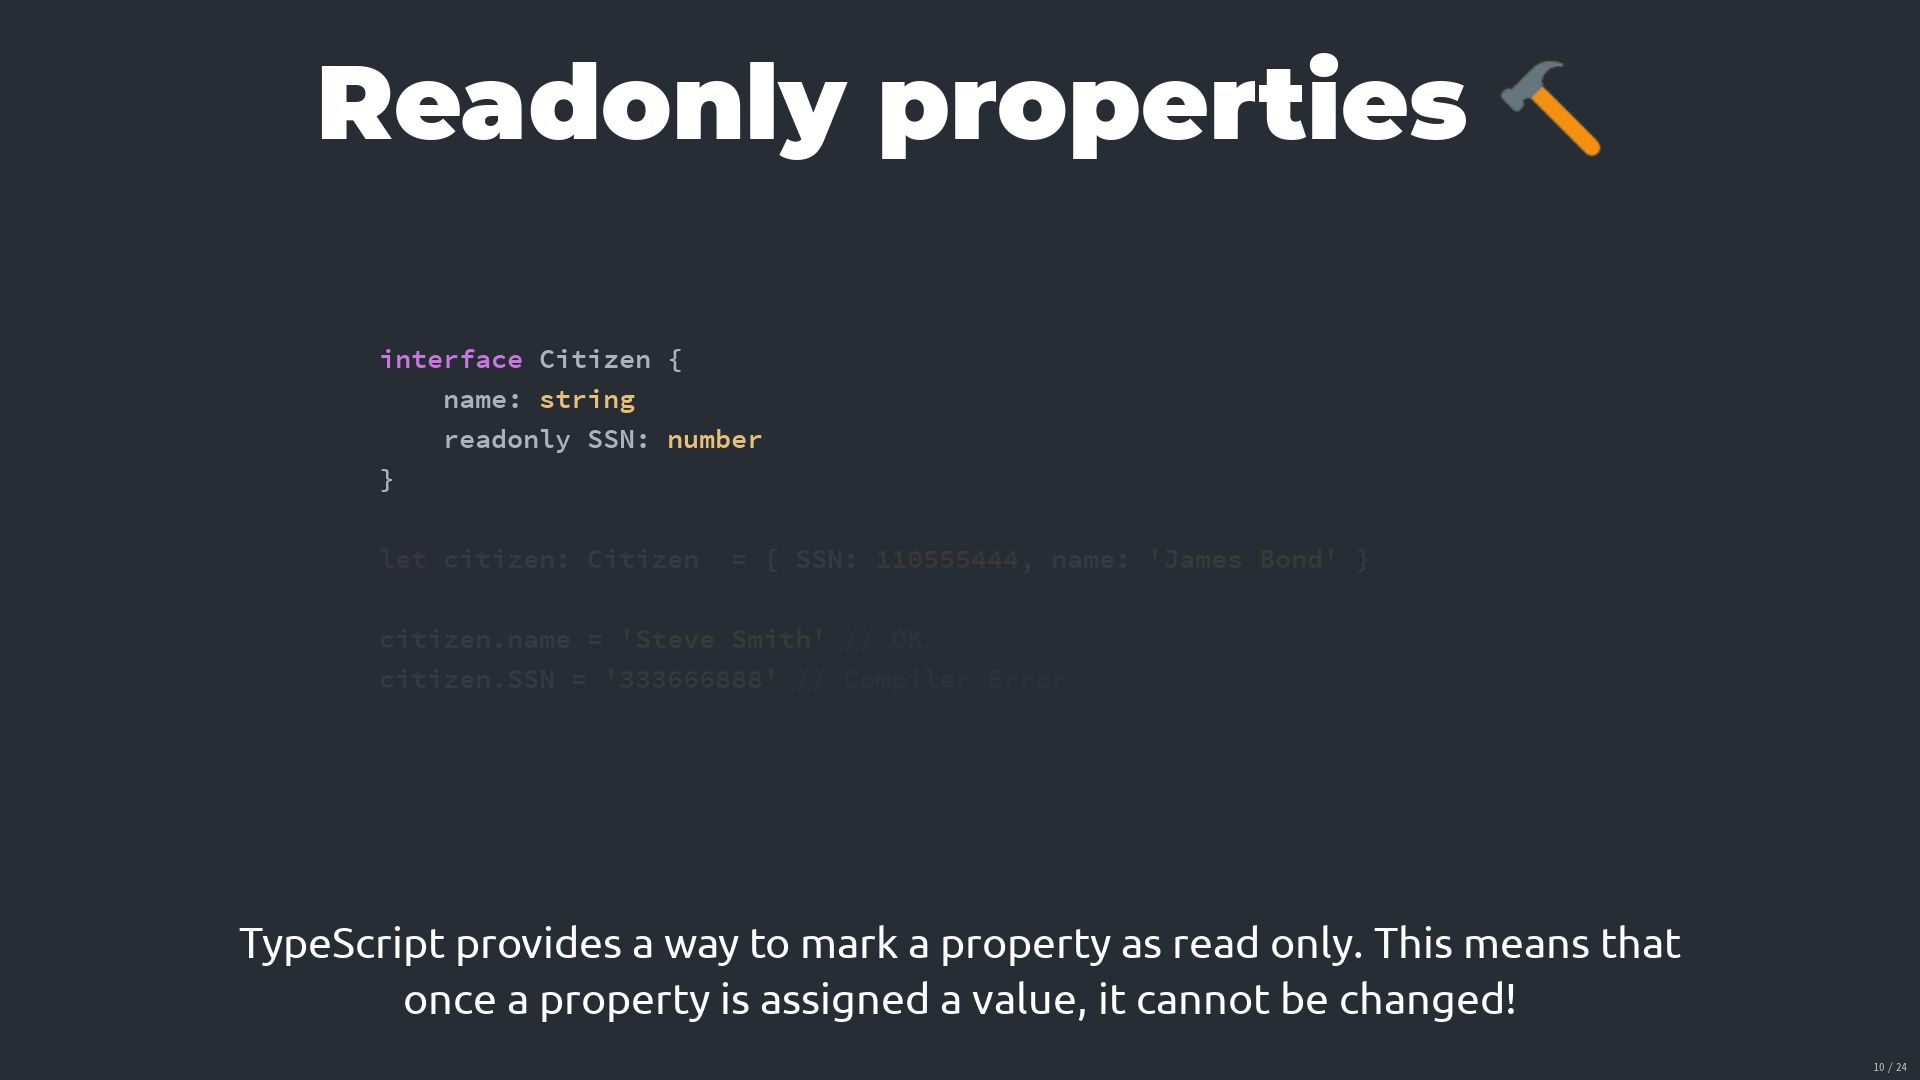 Readonly properties 🔨
interface Citizen {
    name: string
    readonly SSN: number
}
let citizen: Citizen  = { SSN: 110555444, name: 'James Bond' }
citizen.name = 'Steve Smith' // OK
citizen.SSN = '333666888' // Compiler Error
TypeScript provides a way to mark a property as read only. This means that
once a property is assigned a value, it cannot be changed!
10 / 24